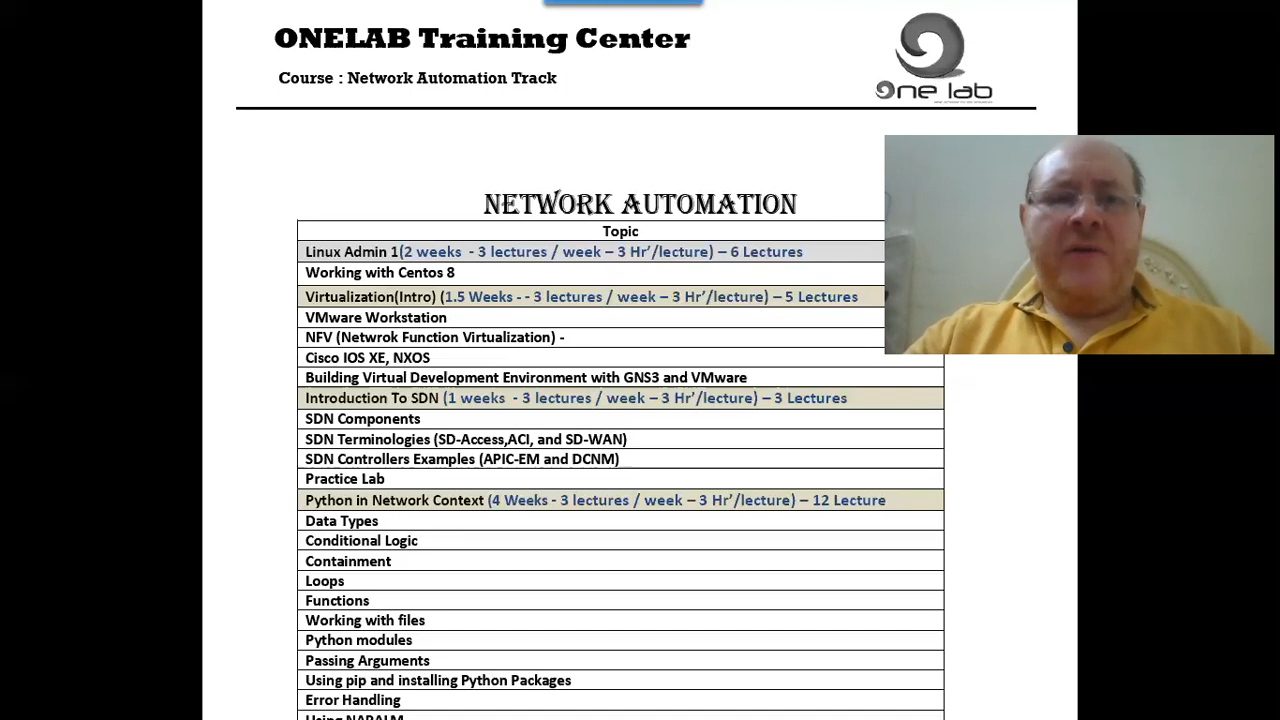 ONELAB Training Center
Course : Network Automation Track
One lab
NETWORK AUTOMATION
Topic
Linux Admin 1(2 weeks - 3 lectures / week – 3 Hr’/lecture) – 6 Lectures
Working with Centos 8
Virtualization(Intro) (1.5 Weeks - - 3 lectures / week – 3 Hr’/lecture) – 5 Lectures
VMware Workstation
NFV (Netwrok Function Virtualization) -
Cisco IOS XE, NXOS
Building Virtual Development Environment with GNS3 and VMware
Introduction To SDN (1 weeks - 3 lectures / week – 3 Hr’/lecture) – 3 Lectures
SDN Components
SDN Terminologies (SD-Access,ACI, and SD-WAN)
SDN Controllers Examples (APIC-EM and DCNM)
Practice Lab
Python in Network Context (4 Weeks - 3 lectures / week – 3 Hr’/lecture) – 12 Lecture
Data Types
Conditional Logic
Containment
Loops
Functions
Working with files
Python modules
Passing Arguments
Using pip and installing Python Packages
Error Handling
Using NAPALM